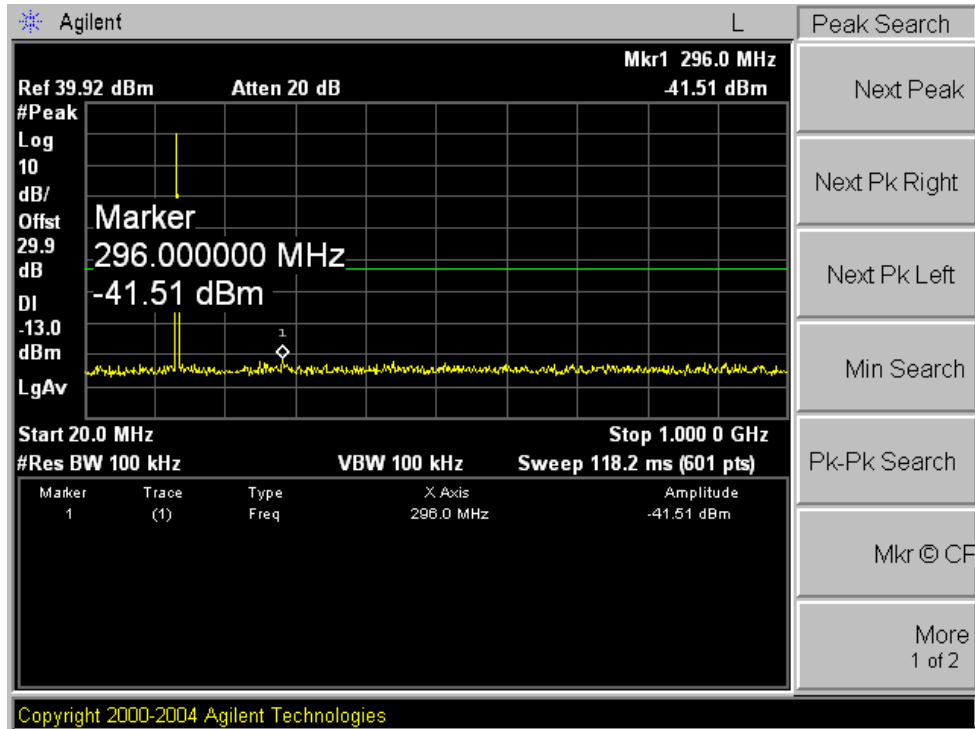 Agilent
L
Peak Search
Mkr1 296.0 MHz
Ref 39.92 dBm Atten 20 dB -41.51 dBm
#Peak
Log
10
dB/
Offst
29.9
dB
DI
-13.0
dBm
LgAv
Marker
296.000000 MHz
-41.51 dBm
1
Start 20.0 MHz Stop 1.000 0 GHz
#Res BW 100 kHz VBW 100 kHz Sweep 118.2 ms (601 pts)
Marker Trace Type X Axis Amplitude
1 (1) Freq 296.0 MHz -41.51 dBm
Next Peak
Next Pk Right
Next Pk Left
Min Search
Pk-Pk Search
Mkr © CF
More
1 of 2
Copyright 2000-2004 Agilent Technologies